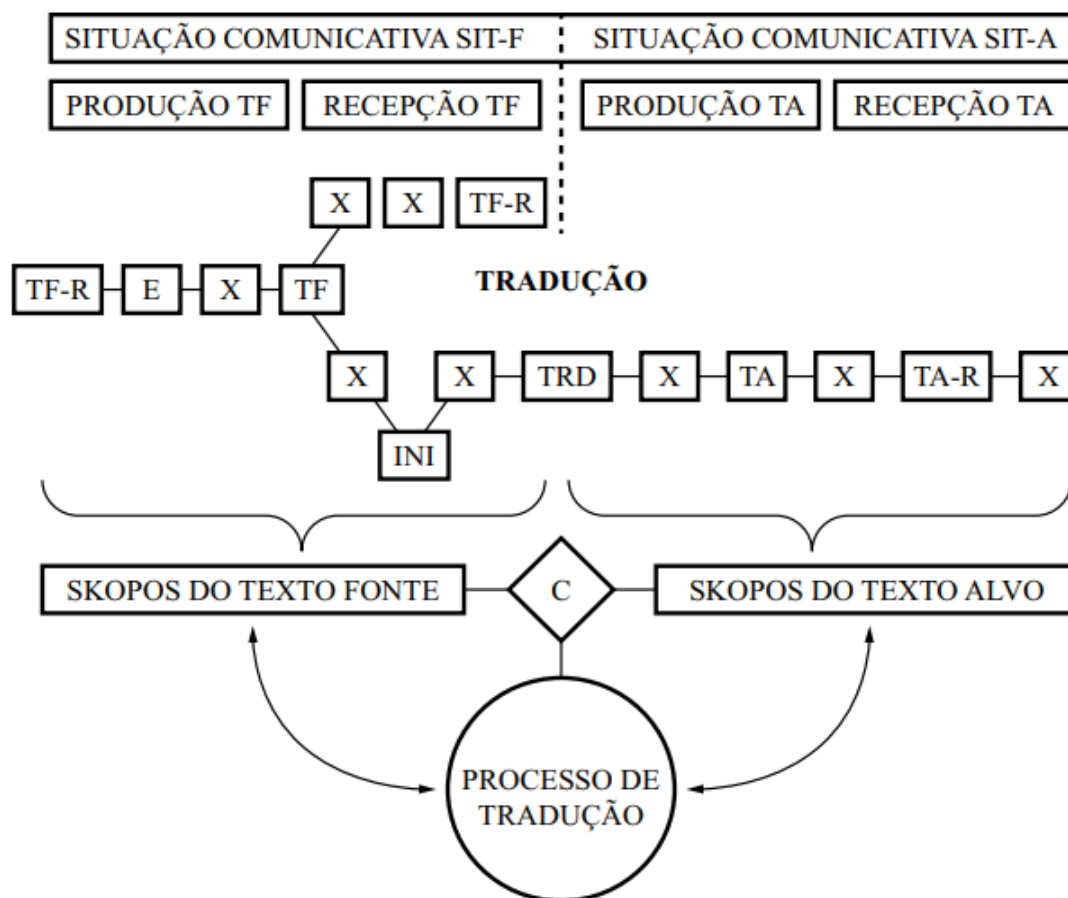 SITUAÇÃO COMUNICATIVA SIT-F SITUAÇÃO COMUNICATIVA SIT-A
PRODUÇÃO TF RECEPÇÃO TF PRODUÇÃO TA RECEPÇÃO TA
X X TF-R
TF-R E X TF TRADUÇÃO
X X TRD X TA X TA-R X
INI
SKOPOS DO TEXTO FONTE C SKOPOS DO TEXTO ALVO
PROCESSO DE
TRADUÇÃO